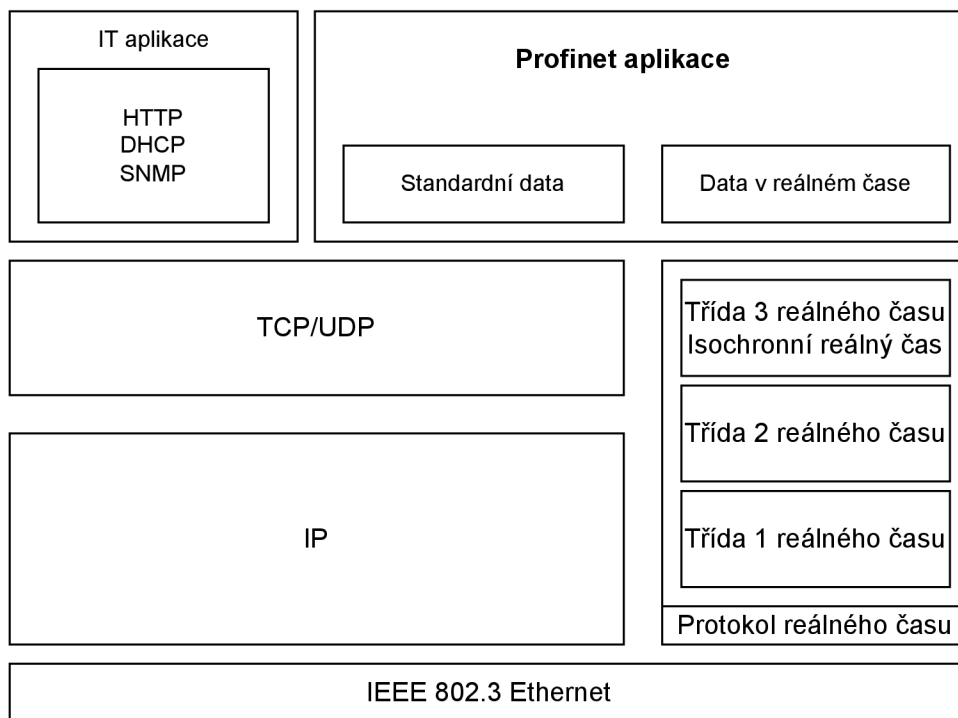 IT aplikace
HTTP
DHCP
SNMP
Profinet aplikace
Standardní data
Data v reálném čase
TCP/UDP
IP
Třída 3 reálného času
Isochronní reálný čas
Třída 2 reálného času
Třída 1 reálného času
Protokol reálného času
IEEE 802.3 Ethernet